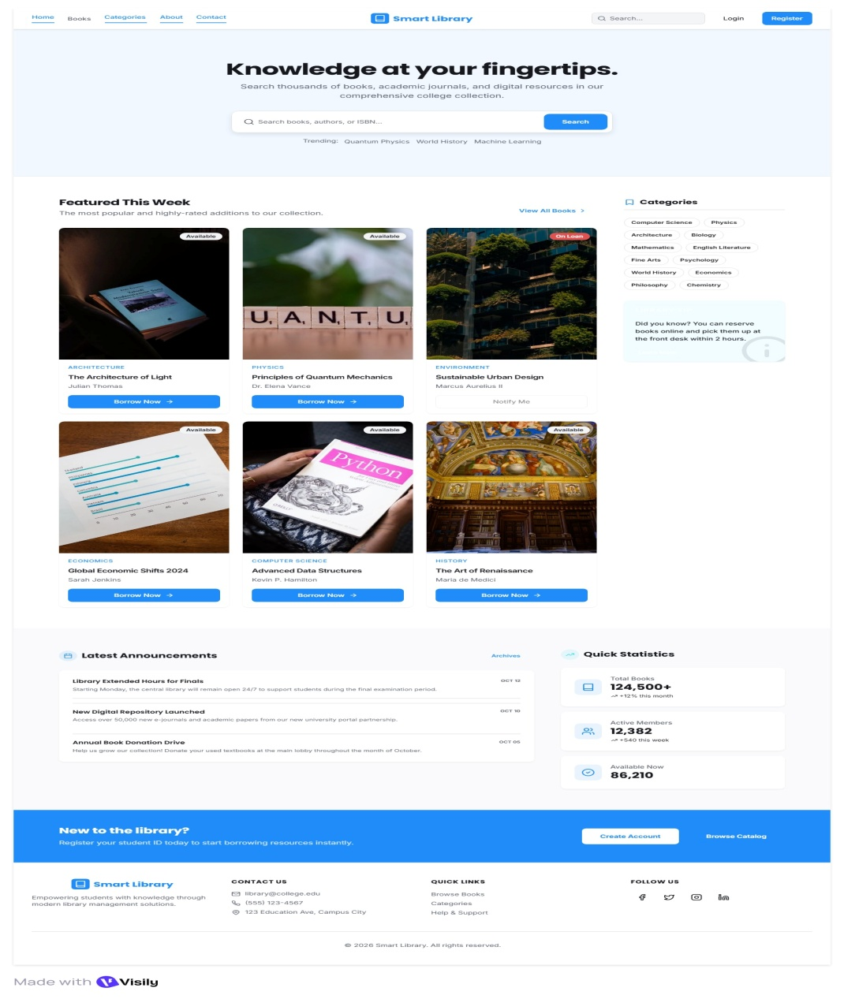 Home Books Categories About Contact
Smart Library
Search...
Login
Register
Knowledge at your fingertips.
Search thousands of books, academic journals, and digital resources in our
comprehensive college collection.
Search books, authors, or ISBN...
Search
Trending: Quantum Physics World History Machine Learning
Featured This Week
The most popular and highly-rated additions to our collection.
View All Books
Available
ARCHITECTURE
The Architecture of Light
Julian Thomas
Borrow Now
Available
UANTU
PHYSICS
Principles of Quantum Mechanics
Dr. Elena Vance
Borrow Now
On Loan
ENVIRONMENT
Sustainable Urban Design
Marcus Aurelius II
Notify Me
Available
Thailand
Philippines
Ethiopia
Colombia
Australia
Vietnam
Brazil
0 10 20 30 40 50 60 70
ECONOMICS
Global Economic Shifts 2024
Sarah Jenkins
Borrow Now
Available
Python
O'REILLY
COMPUTER SCIENCE
Advanced Data Structures
Kevin P. Hamilton
Borrow Now
Available
HISTORY
The Art of Renaissance
Maria de Medici
Borrow Now
Categories
Computer Science Physics
Architecture Biology
Mathematics English Literature
Fine Arts Psychology
World History Economics
Philosophy Chemistry
Did you know? You can reserve
books online and pick them up at
the front desk within 2 hours.
Latest Announcements
Archives
Library Extended Hours for Finals
OCT 12
Starting Monday, the central library will remain open 24/7 to support students during the final examination period.
New Digital Repository Launched
OCT 10
Access over 50,000 new e-journals and academic papers from our new university portal partnership.
Annual Book Donation Drive
OCT 05
Help us grow our collection! Donate your used textbooks at the main lobby throughout the month of October.
Quick Statistics
Total Books
124,500+
+12% this month
Active Members
12,382
+540 this week
Available Now
86,210
New to the library?
Register your student ID today to start borrowing resources instantly.
Create Account
Browse Catalog
Smart Library
Empowering students with knowledge through
modern library management solutions.
CONTACT US
library@college.edu
(555) 123-4567
123 Education Ave, Campus City
QUICK LINKS
Browse Books
Categories
Help & Support
FOLLOW US
© 2026 Smart Library. All rights reserved.
Made with Visily